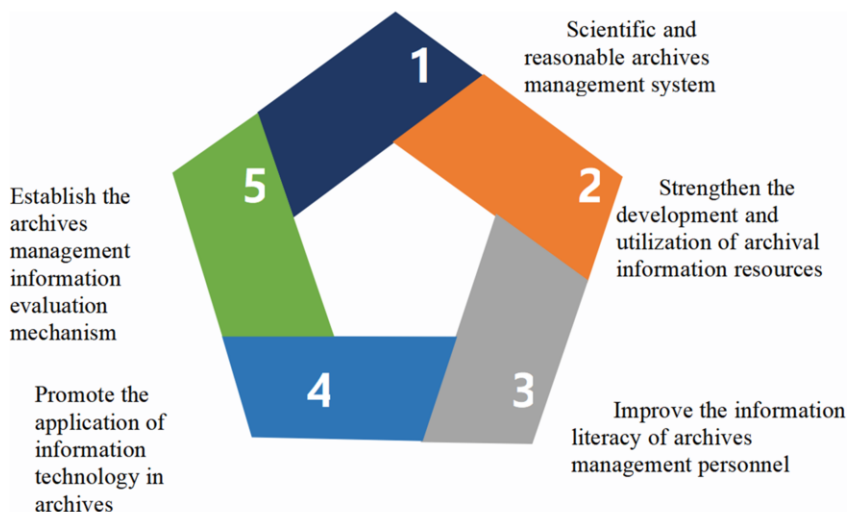 1
Scientific and
reasonable archives
management system
2
Strengthen the
development and
utilization of archival
information resources
3
Improve the information
literacy of archives
management personnel
4
Promote the
application of
information
technology in
archives
5
Establish the
archives
management
information
evaluation
mechanism